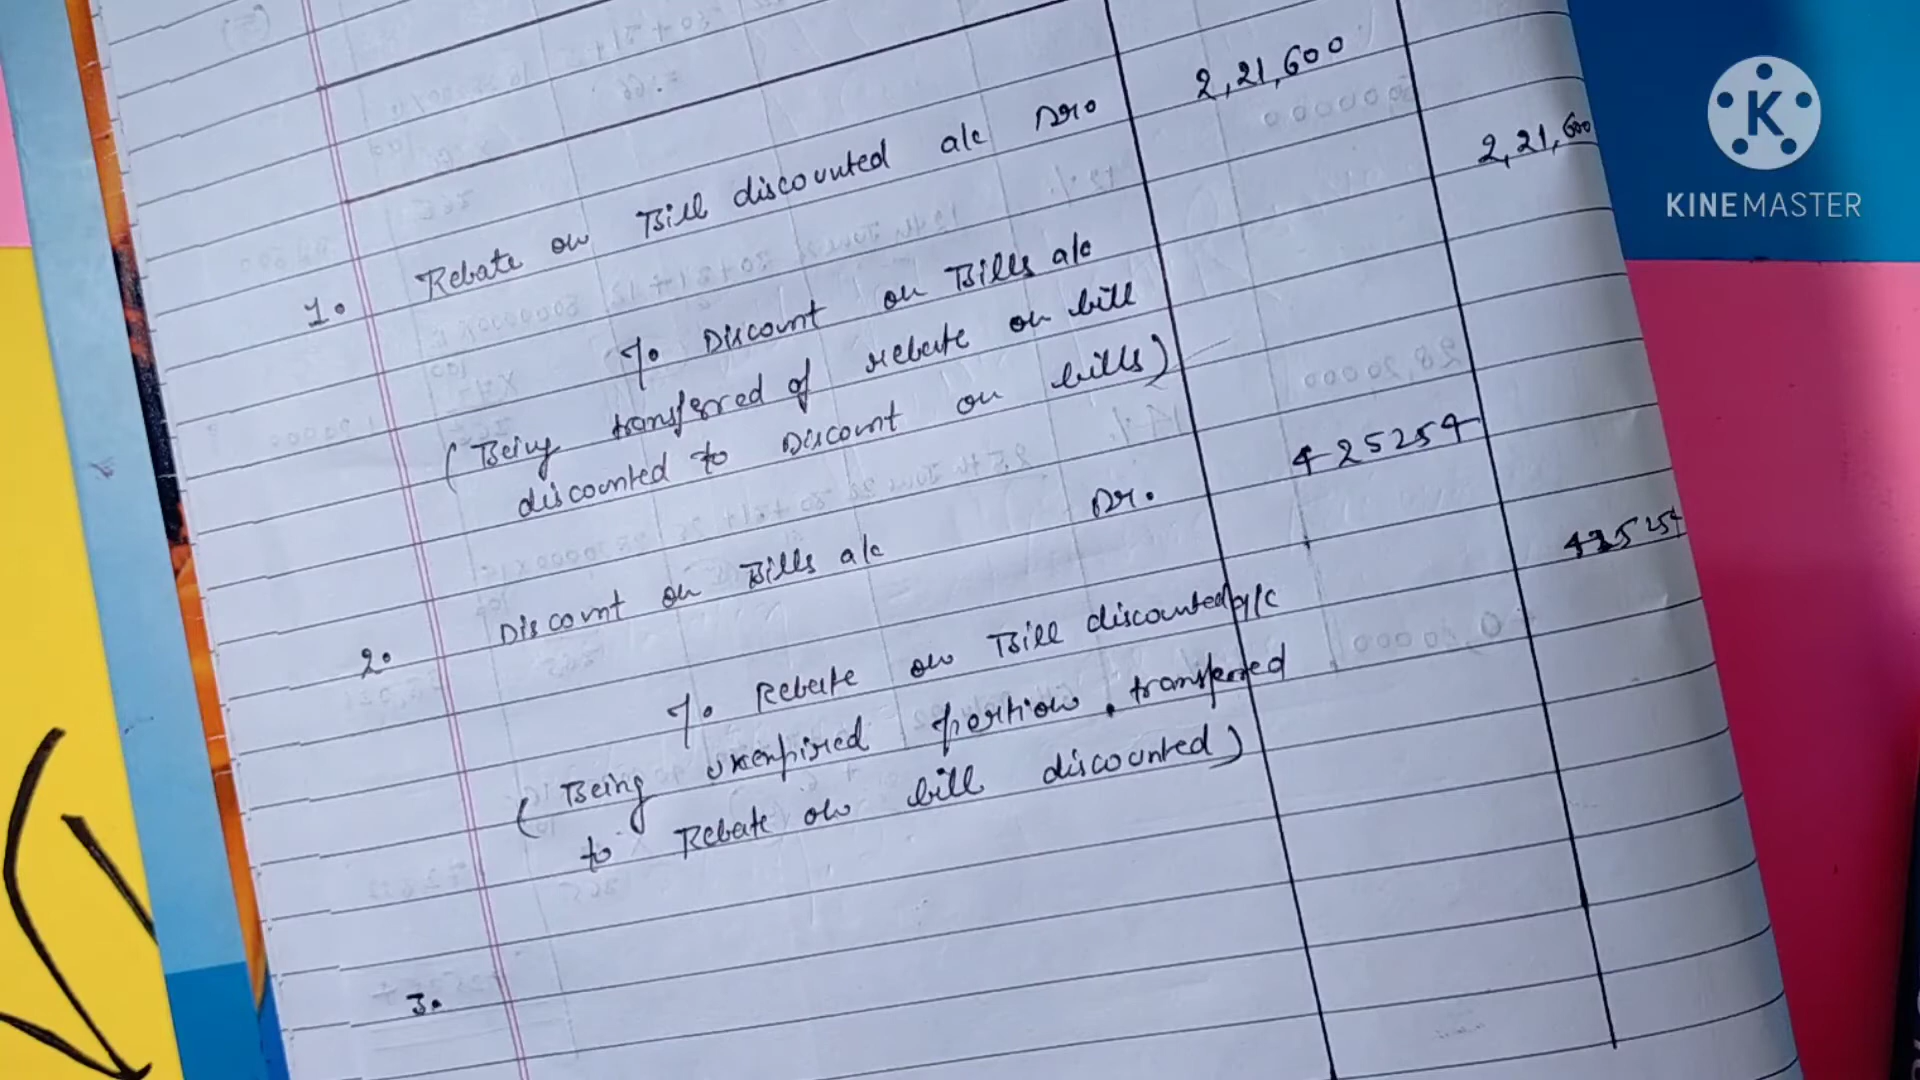 2,21,600
1. Rebate on Bill discounted a/c Dr.
2,21,600
To Discount on Bills a/c
(Being transferred of rebate on bill
discounted to Discount on bills)
425254
2. Discount on Bills a/c Dr.
425254
To Rebate on Bill discounted a/c
(Being unexpired portion transferred
to Rebate on bill discounted)
3.
K
KINEMASTER